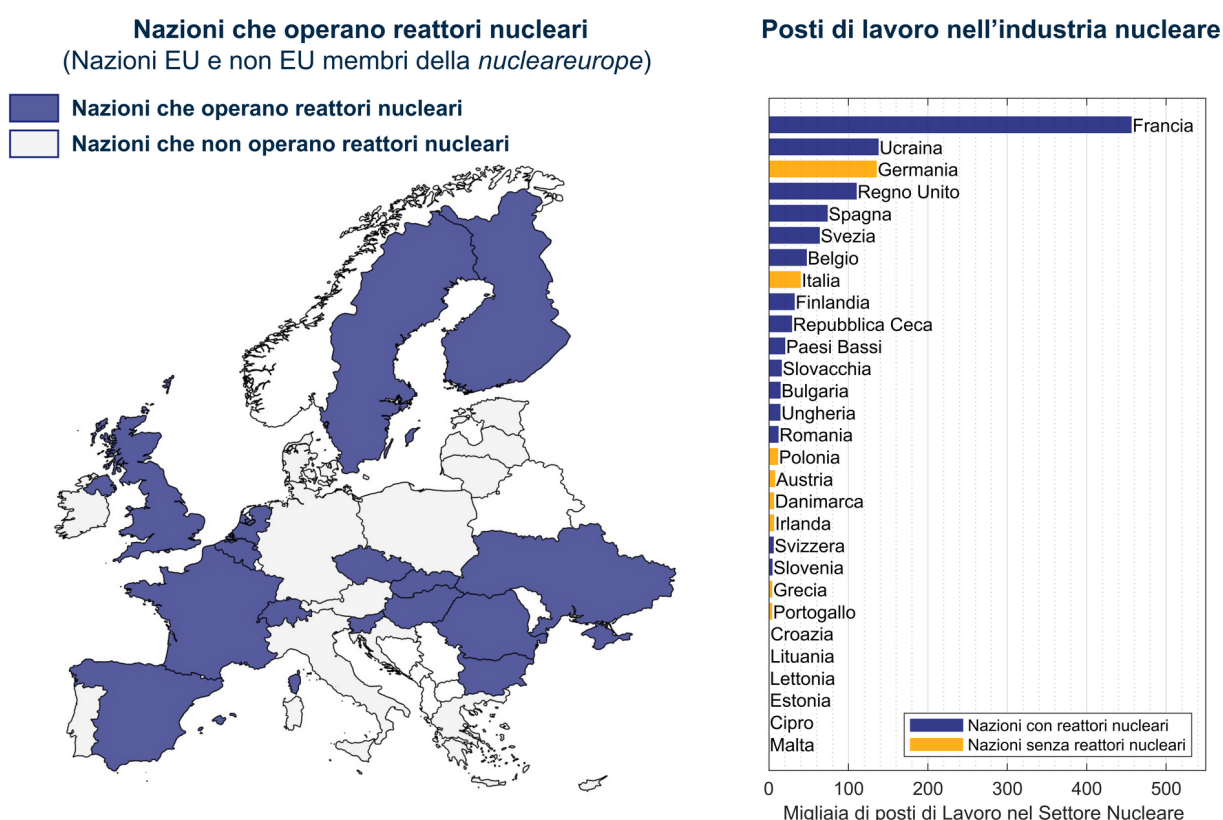 Nazioni che operano reattori nucleari
(Nazioni EU e non EU membri della nucleareurope)
Nazioni che operano reattori nucleari
Nazioni che non operano reattori nucleari
Posti di lavoro nell'industria nucleare
Francia
Ucraina
Germania
Regno Unito
Spagna
Svezia
Belgio
Italia
Finlandia
Repubblica Ceca
Paesi Bassi
Slovacchia
Bulgaria
Ungheria
Romania
Polonia
Austria
Danimarca
Irlanda
Svizzera
Slovenia
Grecia
Portogallo
Croazia
Lituania
Lettonia
Estonia
Cipro
Malta
Nazioni con reattori nucleari
Nazioni senza reattori nucleari
0 100 200 300 400 500
Migliaia di posti di Lavoro nel Settore Nucleare